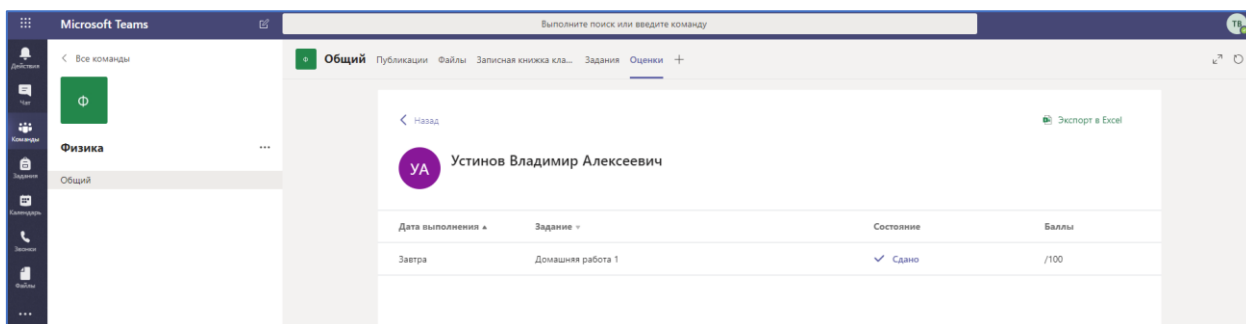 Microsoft Teams
Выполните поиск или введите команду
ТВ
Действия
Чат
Команды
Задания
Календарь
Звонки
Файлы
Все команды
Ф
Физика
Общий
Ф Общий Публикации Файлы Записная книжка кла... Задания Оценки
Назад
Экспорт в Excel
УА Устинов Владимир Алексеевич
Дата выполнения Задание Состояние Баллы
Завтра Домашняя работа 1 Сдано /100